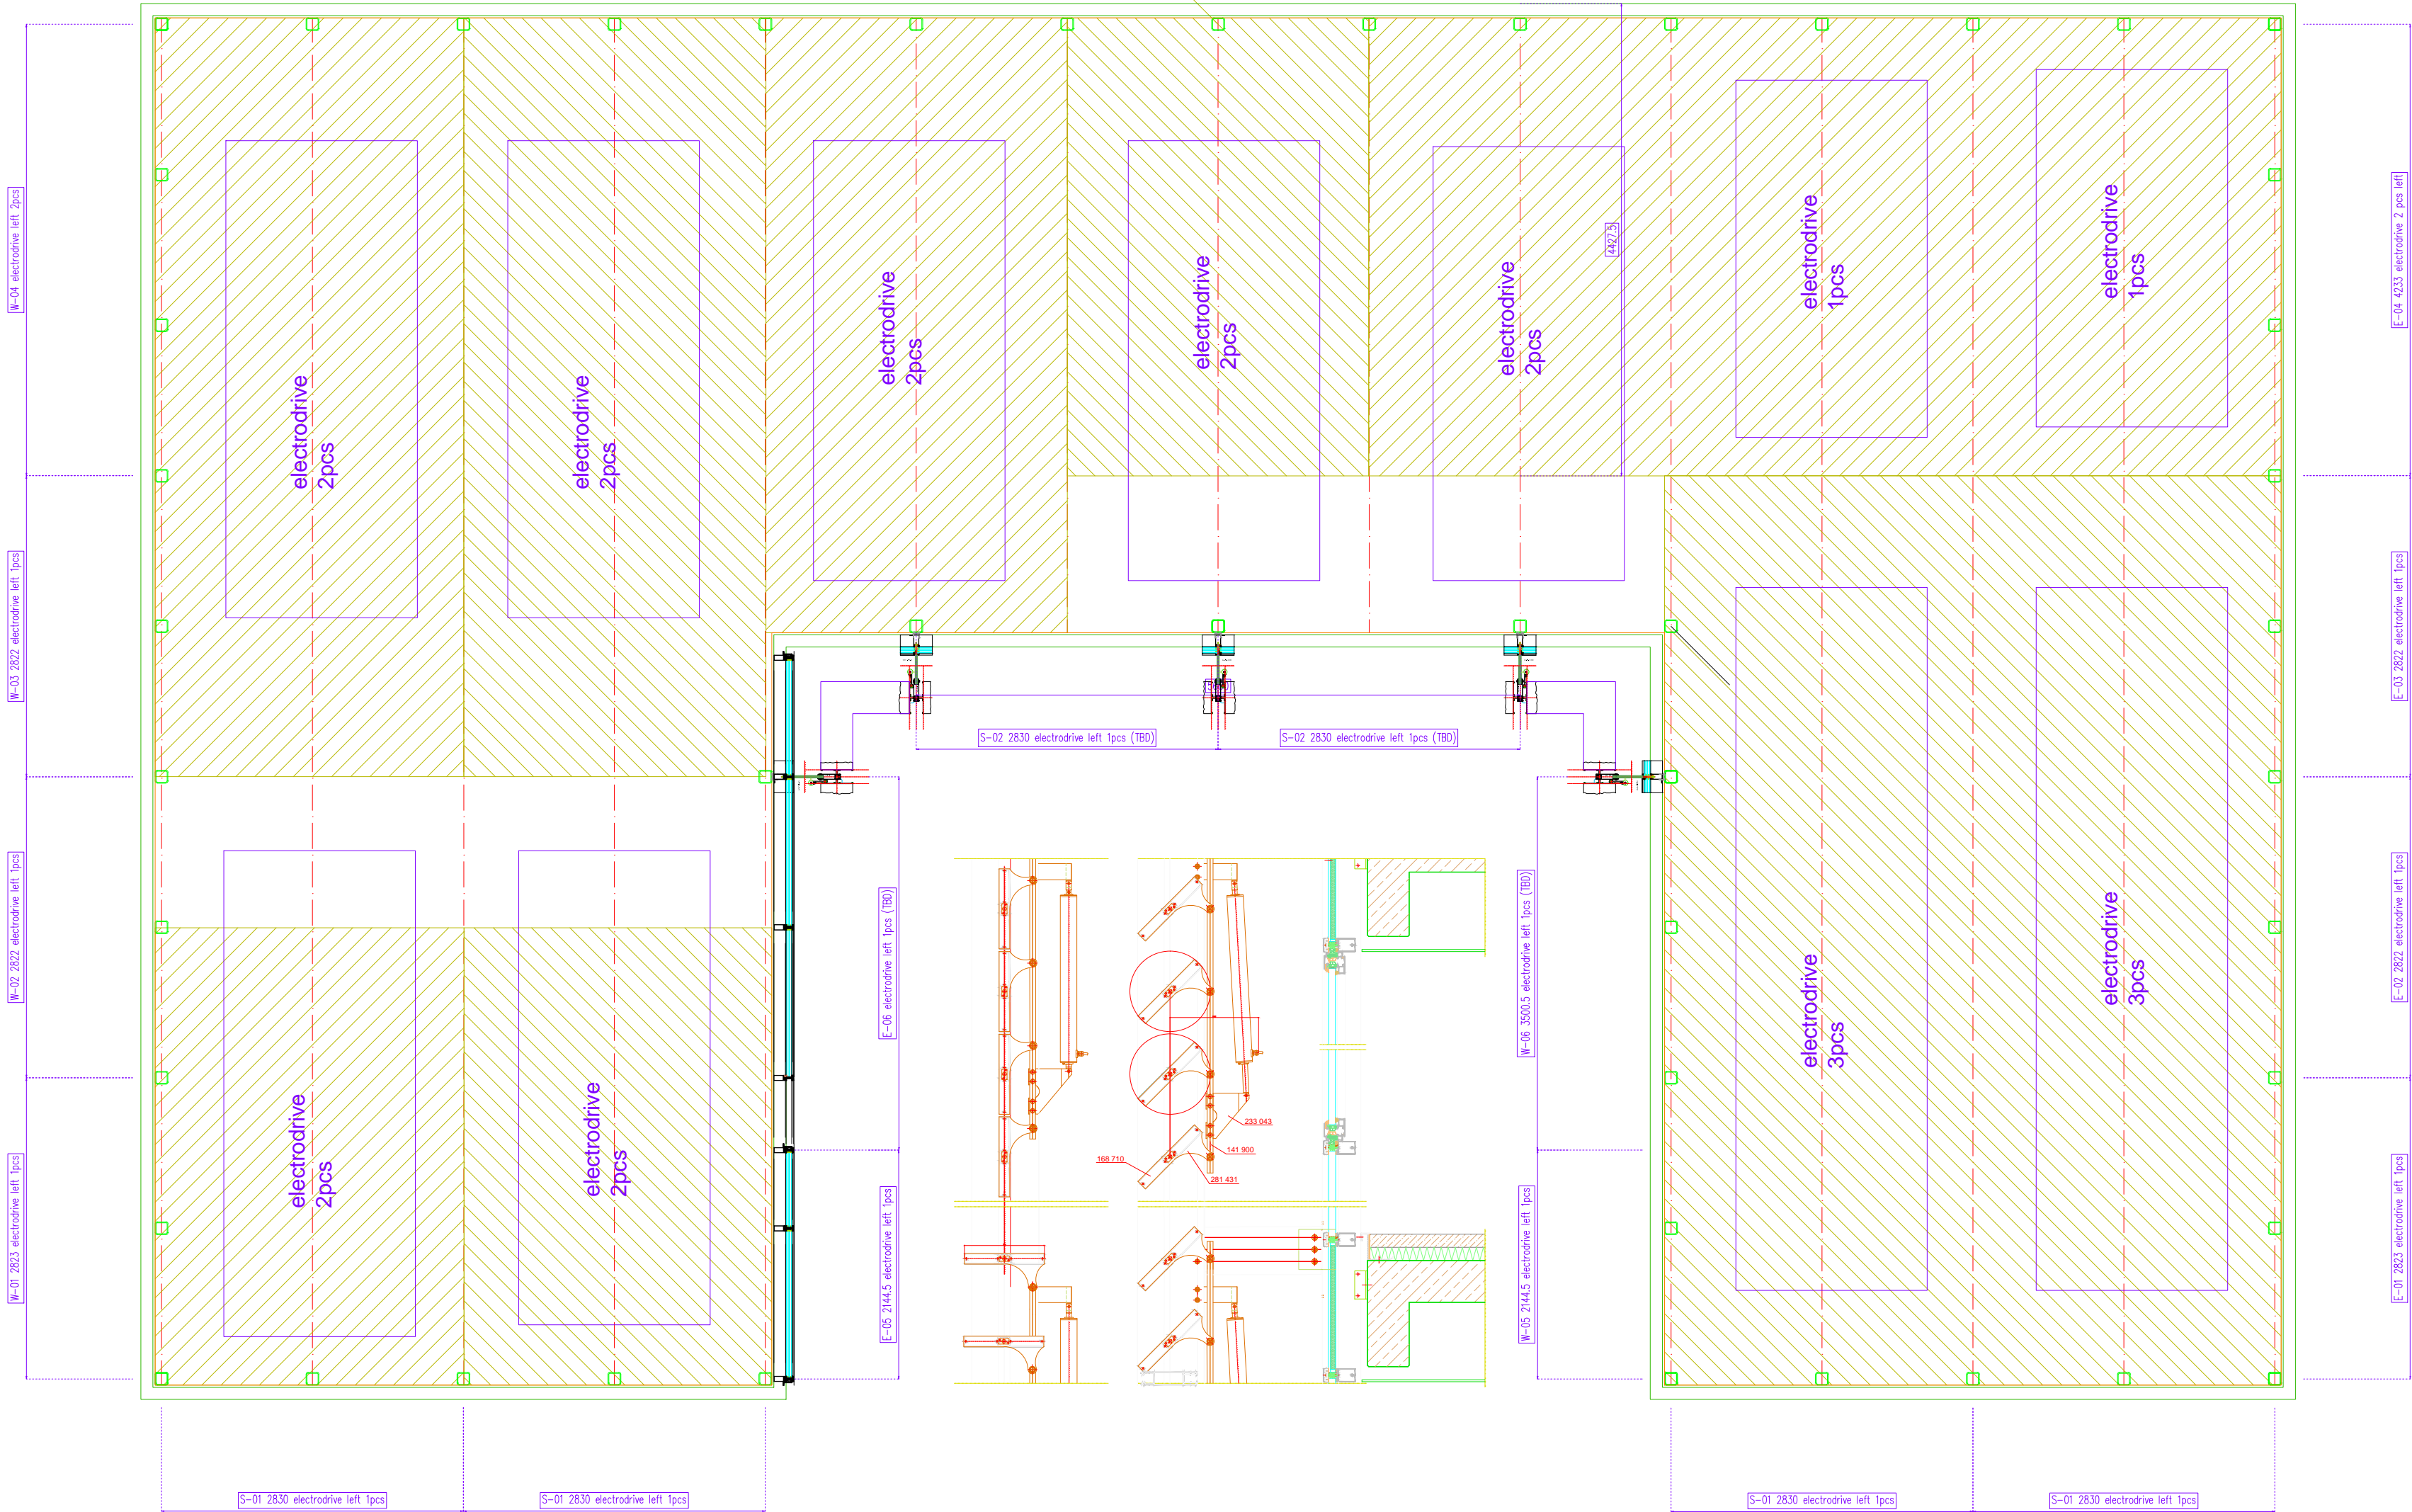 W-04 electrodrive left 2pcs
W-03 2822 electrodrive left 1pcs
W-02 2822 electrodrive left 1pcs
W-01 2823 electrodrive left 1pcs
electrodrive
2pcs
electrodrive
2pcs
electrodrive
2pcs
electrodrive
2pcs
electrodrive
2pcs
4427.5
electrodrive
1pcs
electrodrive
1pcs
E-04 4233 electrodrive 2 pcs left
E-03 2822 electrodrive left 1pcs
E-02 2822 electrodrive left 1pcs
E-01 2823 electrodrive left 1pcs
S-02 2830 electrodrive left 1pcs (TBD)
S-02 2830 electrodrive left 1pcs (TBD)
E-06 electrodrive left 1pcs (TBD)
E-05 2144.5 electrodrive left 1pcs
W-06 3500.5 electrodrive left 1pcs (TBD)
W-05 2144.5 electrodrive left 1pcs
233 043
141 900
168 710
281 431
electrodrive
2pcs
electrodrive
2pcs
electrodrive
3pcs
electrodrive
3pcs
S-01 2830 electrodrive left 1pcs
S-01 2830 electrodrive left 1pcs
S-01 2830 electrodrive left 1pcs
S-01 2830 electrodrive left 1pcs